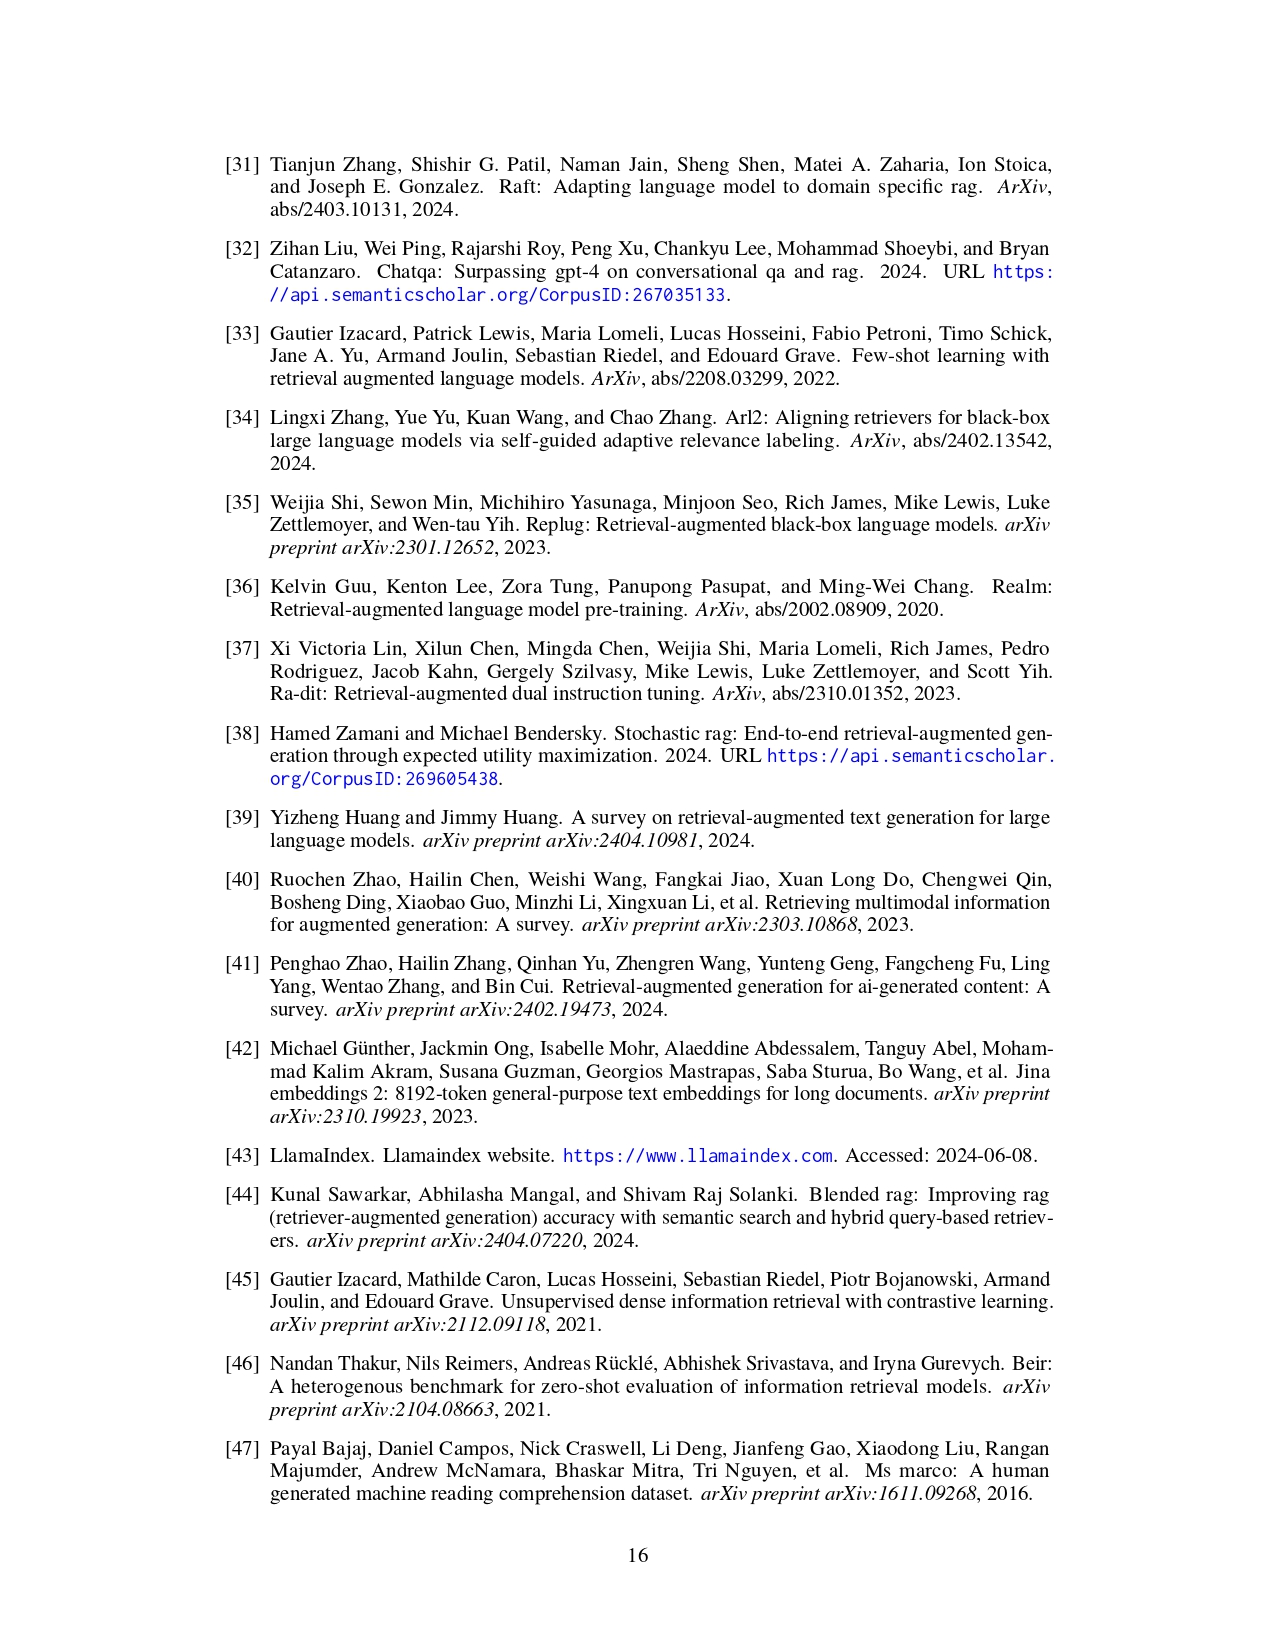 [31] Tianjun Zhang, Shishir G. Patil, Naman Jain, Sheng Shen, Matei A. Zaharia, Ion Stoica,
and Joseph E. Gonzalez. Raft: Adapting language model to domain specific rag. ArXiv,
abs/2403.10131, 2024.
[32] Zihan Liu, Wei Ping, Rajarshi Roy, Peng Xu, Chankyu Lee, Mohammad Shoeybi, and Bryan
Catanzaro. Chatqa: Surpassing gpt-4 on conversational qa and rag. 2024. URL https:
//api.semanticscholar.org/CorpusID:267035133.
[33] Gautier Izacard, Patrick Lewis, Maria Lomeli, Lucas Hosseini, Fabio Petroni, Timo Schick,
Jane A. Yu, Armand Joulin, Sebastian Riedel, and Edouard Grave. Few-shot learning with
retrieval augmented language models. ArXiv, abs/2208.03299, 2022.
[34] Lingxi Zhang, Yue Yu, Kuan Wang, and Chao Zhang. Arl2: Aligning retrievers for black-box
large language models via self-guided adaptive relevance labeling. ArXiv, abs/2402.13542,
2024.
[35] Weijia Shi, Sewon Min, Michihiro Yasunaga, Minjoon Seo, Rich James, Mike Lewis, Luke
Zettlemoyer, and Wen-tau Yih. Replug: Retrieval-augmented black-box language models. arXiv
preprint arXiv:2301.12652, 2023.
[36] Kelvin Guu, Kenton Lee, Zora Tung, Panupong Pasupat, and Ming-Wei Chang. Realm:
Retrieval-augmented language model pre-training. ArXiv, abs/2002.08909, 2020.
[37] Xi Victoria Lin, Xilun Chen, Mingda Chen, Weijia Shi, Maria Lomeli, Rich James, Pedro
Rodriguez, Jacob Kahn, Gergely Szilvasy, Mike Lewis, Luke Zettlemoyer, and Scott Yih.
Ra-dit: Retrieval-augmented dual instruction tuning. ArXiv, abs/2310.01352, 2023.
[38] Hamed Zamani and Michael Bendersky. Stochastic rag: End-to-end retrieval-augmented gen-
eration through expected utility maximization. 2024. URL https://api.semanticscholar.
org/CorpusID:269605438.
[39] Yizheng Huang and Jimmy Huang. A survey on retrieval-augmented text generation for large
language models. arXiv preprint arXiv:2404.10981, 2024.
[40] Ruochen Zhao, Hailin Chen, Weishi Wang, Fangkai Jiao, Xuan Long Do, Chengwei Qin,
Bosheng Ding, Xiaobao Guo, Minzhi Li, Xingxuan Li, et al. Retrieving multimodal information
for augmented generation: A survey. arXiv preprint arXiv:2303.10868, 2023.
[41] Penghao Zhao, Hailin Zhang, Qinhan Yu, Zhengren Wang, Yunteng Geng, Fangcheng Fu, Ling
Yang, Wentao Zhang, and Bin Cui. Retrieval-augmented generation for ai-generated content: A
survey. arXiv preprint arXiv:2402.19473, 2024.
[42] Michael Günther, Jackmin Ong, Isabelle Mohr, Alaeddine Abdessalem, Tanguy Abel, Moham-
mad Kalim Akram, Susana Guzman, Georgios Mastrapas, Saba Sturua, Bo Wang, et al. Jina
embeddings 2: 8192-token general-purpose text embeddings for long documents. arXiv preprint
arXiv:2310.19923, 2023.
[43] LlamaIndex. Llamaindex website. https://www.llamaindex.com. Accessed: 2024-06-08.
[44] Kunal Sawarkar, Abhilasha Mangal, and Shivam Raj Solanki. Blended rag: Improving rag
(retriever-augmented generation) accuracy with semantic search and hybrid query-based retriev-
ers. arXiv preprint arXiv:2404.07220, 2024.
[45] Gautier Izacard, Mathilde Caron, Lucas Hosseini, Sebastian Riedel, Piotr Bojanowski, Armand
Joulin, and Edouard Grave. Unsupervised dense information retrieval with contrastive learning.
arXiv preprint arXiv:2112.09118, 2021.
[46] Nandan Thakur, Nils Reimers, Andreas Rücklé, Abhishek Srivastava, and Iryna Gurevych. Beir:
A heterogenous benchmark for zero-shot evaluation of information retrieval models. arXiv
preprint arXiv:2104.08663, 2021.
[47] Payal Bajaj, Daniel Campos, Nick Craswell, Li Deng, Jianfeng Gao, Xiaodong Liu, Rangan
Majumder, Andrew McNamara, Bhaskar Mitra, Tri Nguyen, et al. Ms marco: A human
generated machine reading comprehension dataset. arXiv preprint arXiv:1611.09268, 2016.
16